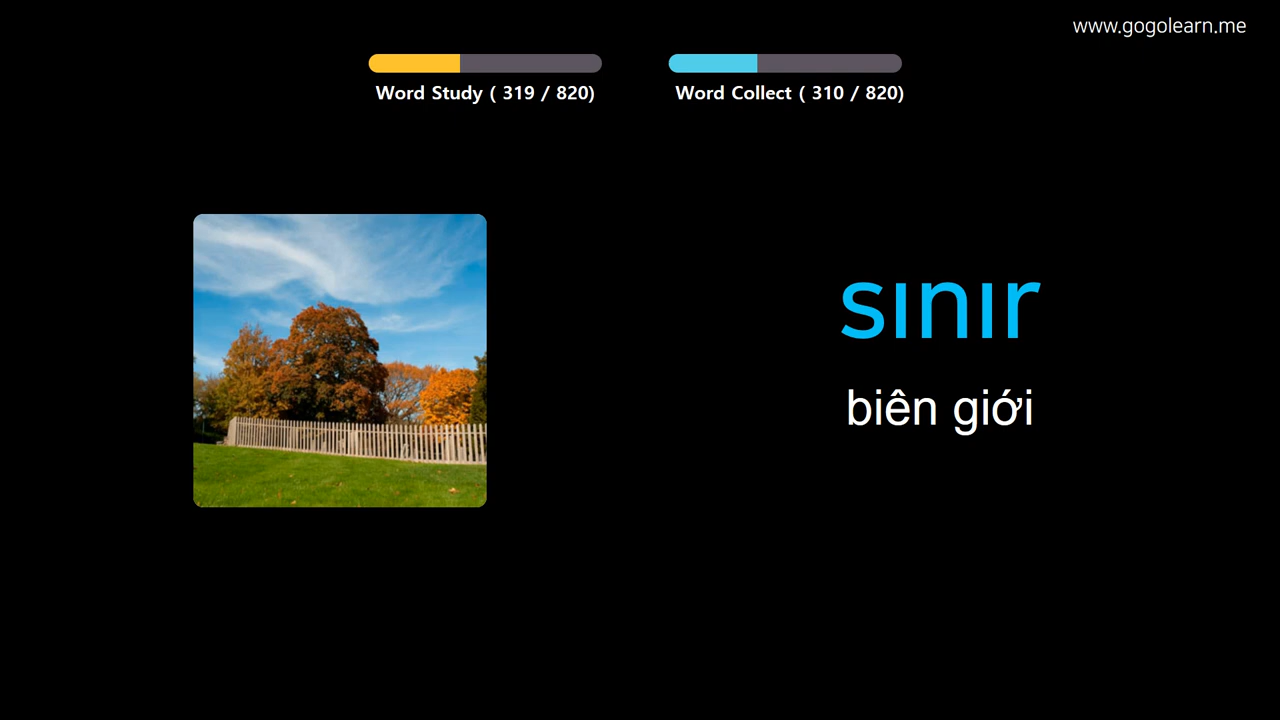 www.gogolearn.me
Word Study ( 319 / 820)
Word Collect ( 310 / 820)
sınır
biên giới